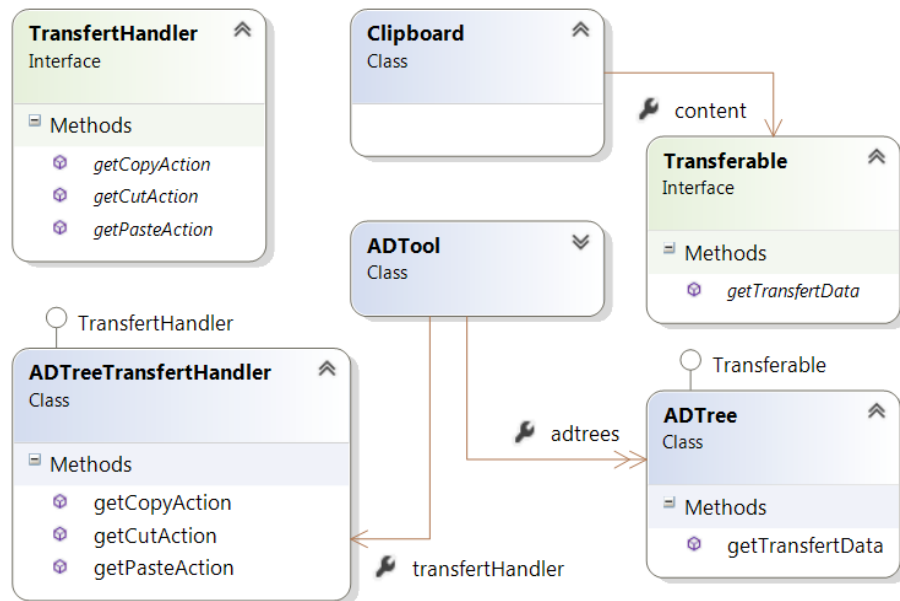 TransfertHandler
Interface
Methods
getCopyAction
getCutAction
getPasteAction
Clipboard
Class
content
Transferable
Interface
Methods
getTransfertData
ADTool
Class
TransfertHandler
ADTreeTransfertHandler
Class
Methods
getCopyAction
getCutAction
getPasteAction
transfertHandler
adtrees
Transferable
ADTree
Class
Methods
getTransfertData